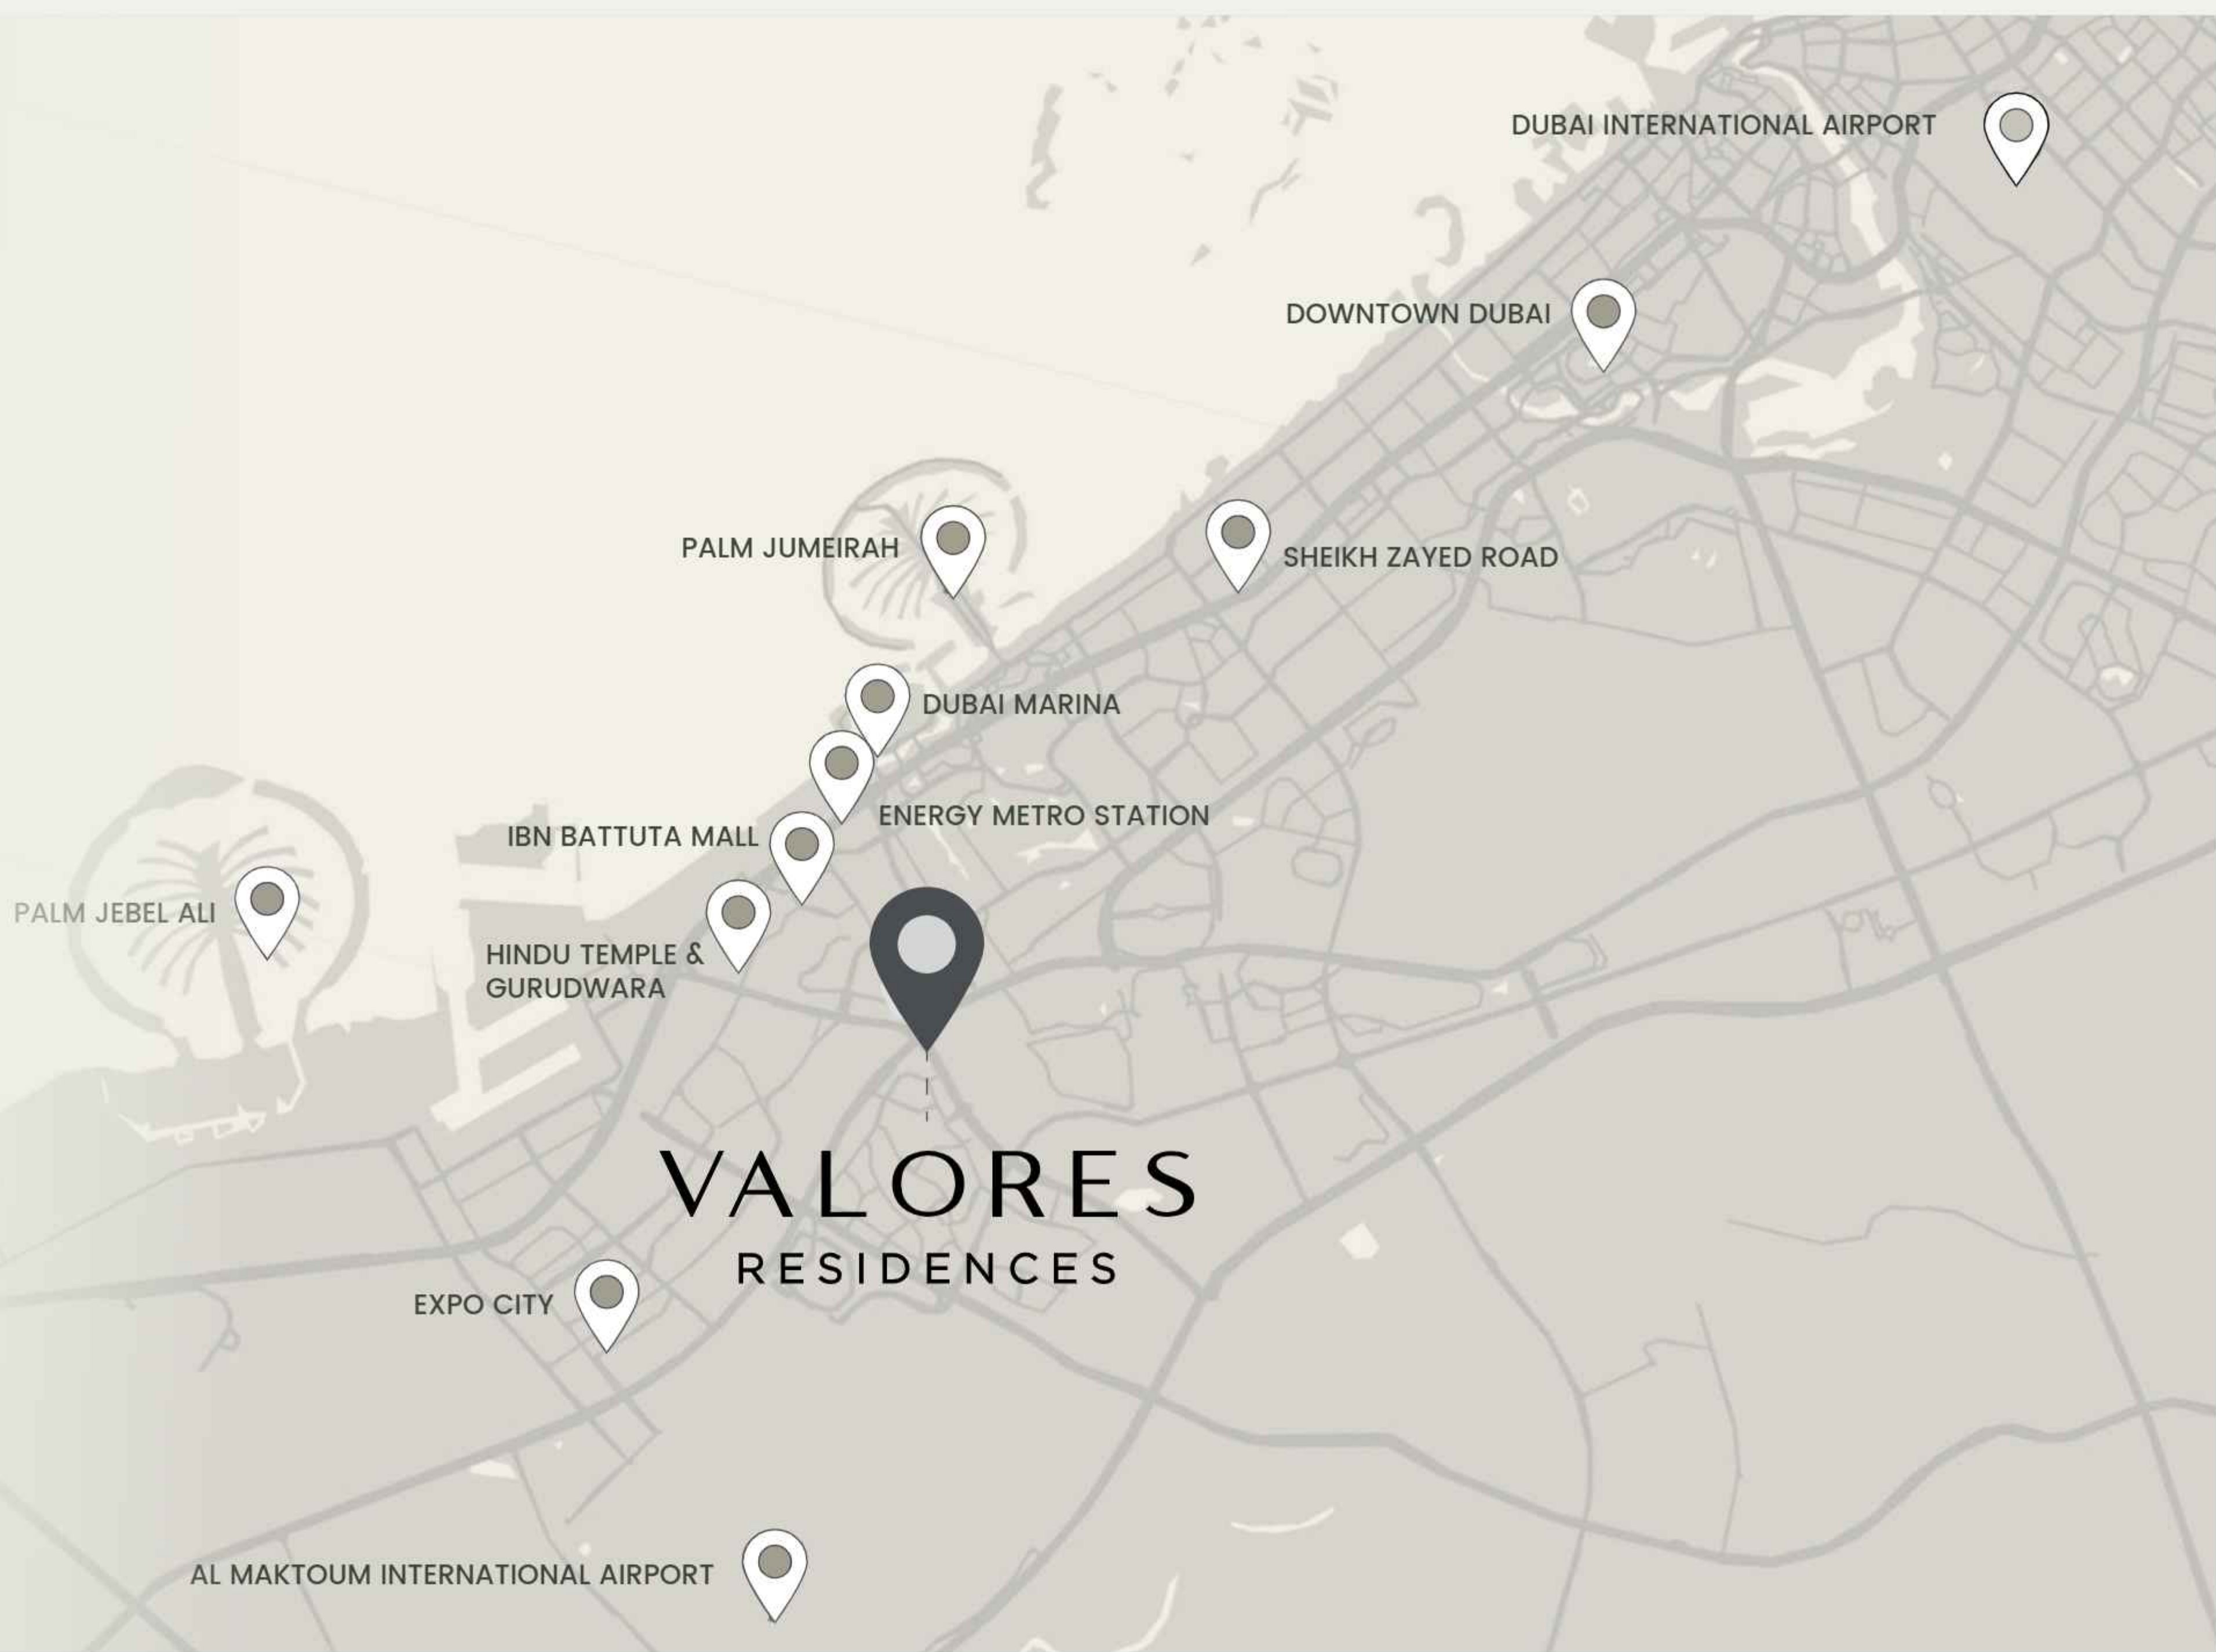 DUBAI INTERNATIONAL AIRPORT
DOWNTOWN DUBAI
PALM JUMEIRAH
SHEIKH ZAYED ROAD
DUBAI MARINA
ENERGY METRO STATION
IBN BATTUTA MALL
PALM JEBEL ALI
HINDU TEMPLE &
GURUDWARA
VALORES
RESIDENCES
EXPO CITY
AL MAKTOUM INTERNATIONAL AIRPORT